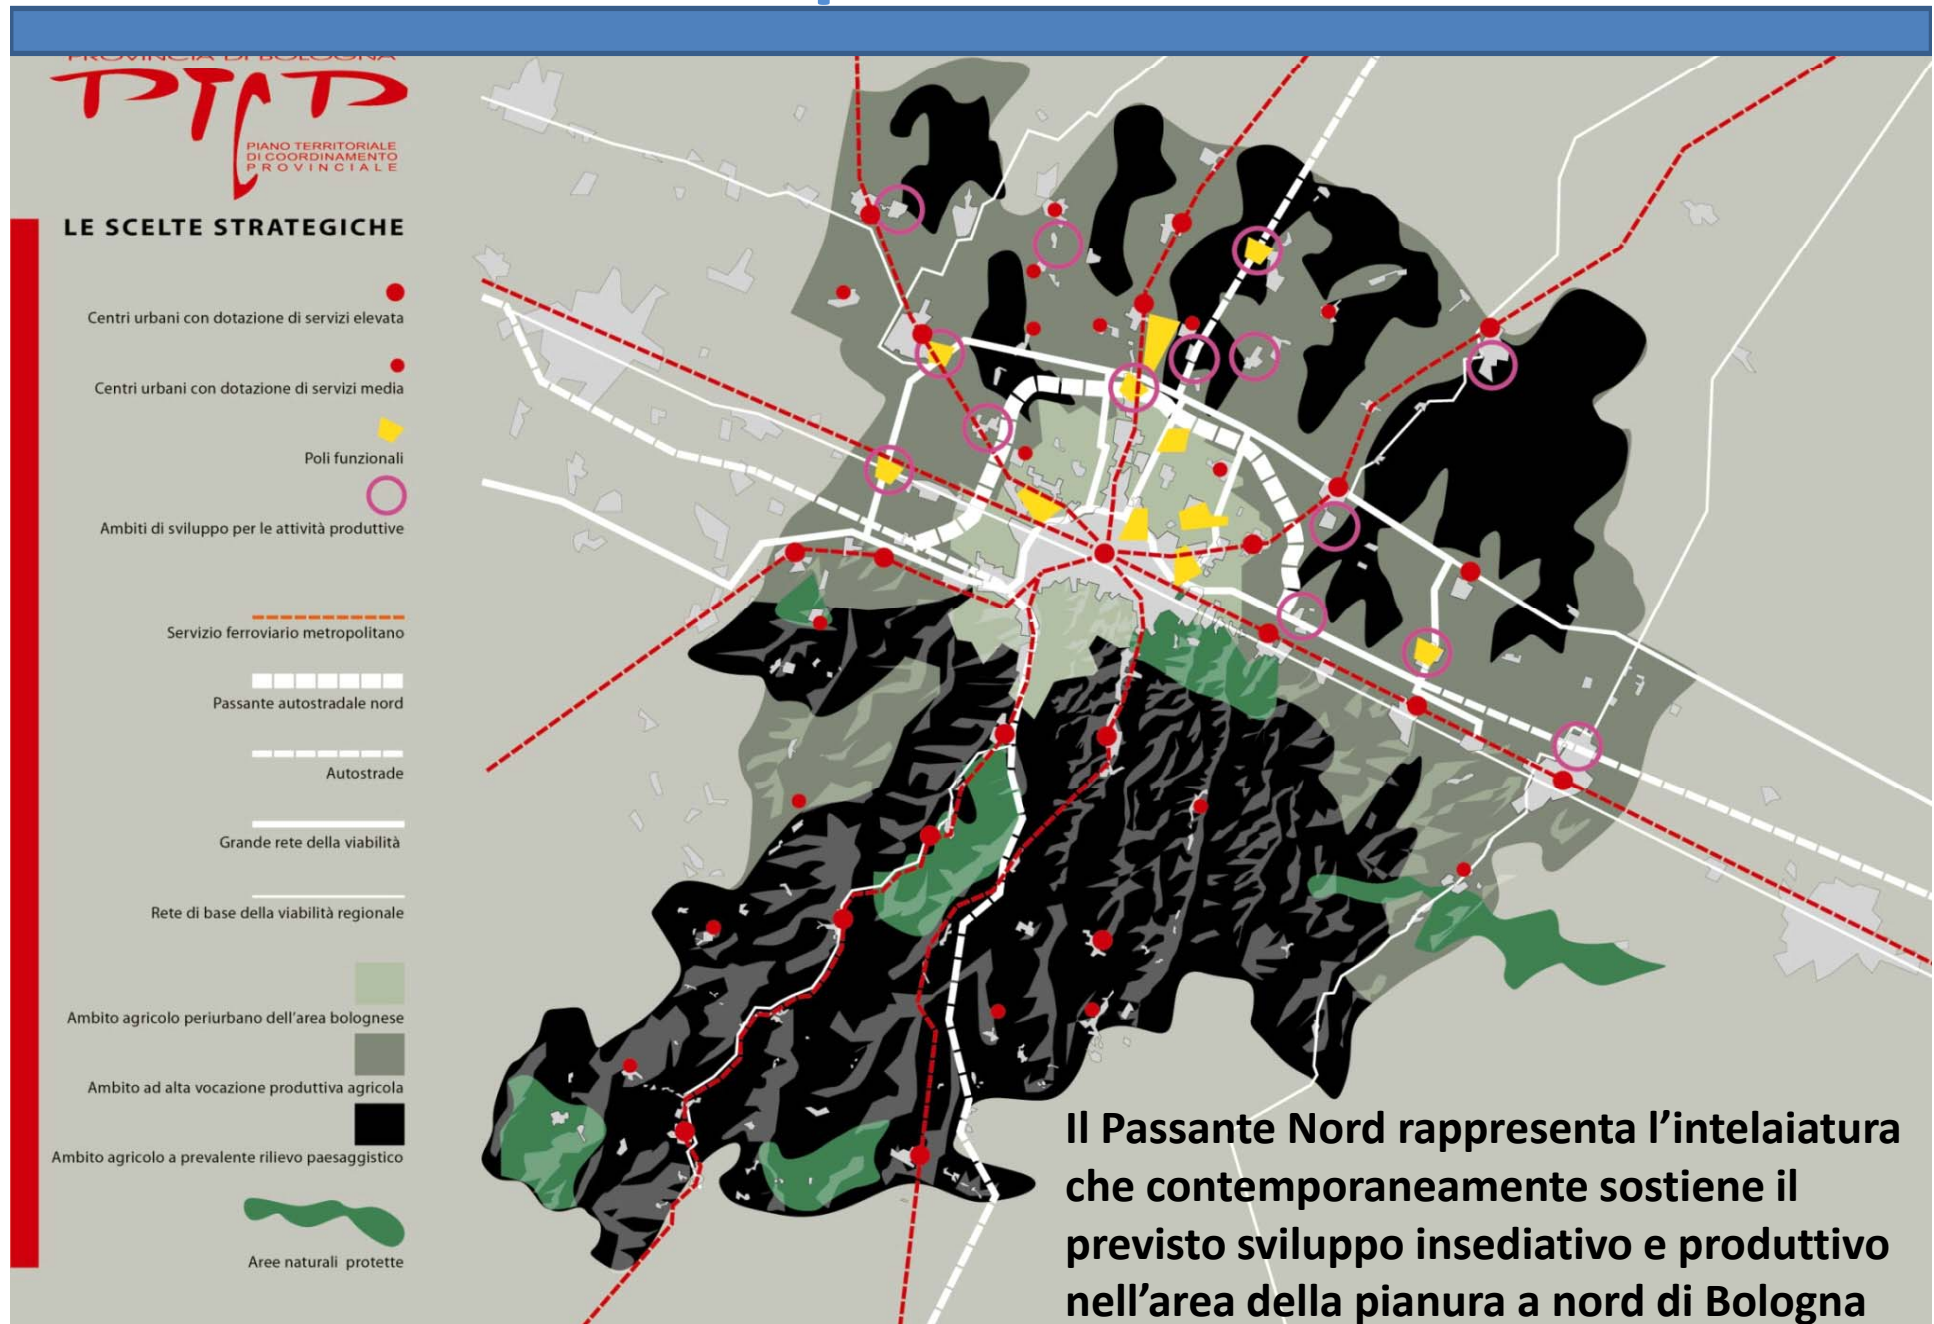 PROVINCIA DI BOLOGNA
PTCP
PIANO TERRITORIALE
DI COORDINAMENTO
PROVINCIALE
LE SCELTE STRATEGICHE
Centri urbani con dotazione di servizi elevata
Centri urbani con dotazione di servizi media
Poli funzionali
Ambiti di sviluppo per le attività produttive
Servizio ferroviario metropolitano
Passante autostradale nord
Autostrade
Grande rete della viabilità
Rete di base della viabilità regionale
Ambito agricolo periurbano dell'area bolognese
Ambito ad alta vocazione produttiva agricola
Ambito agricolo a prevalente rilievo paesaggistico
Aree naturali protette
Il Passante Nord rappresenta l’intelaiatura
che contemporaneamente sostiene il
previsto sviluppo insediativo e produttivo
nell’area della pianura a nord di Bologna